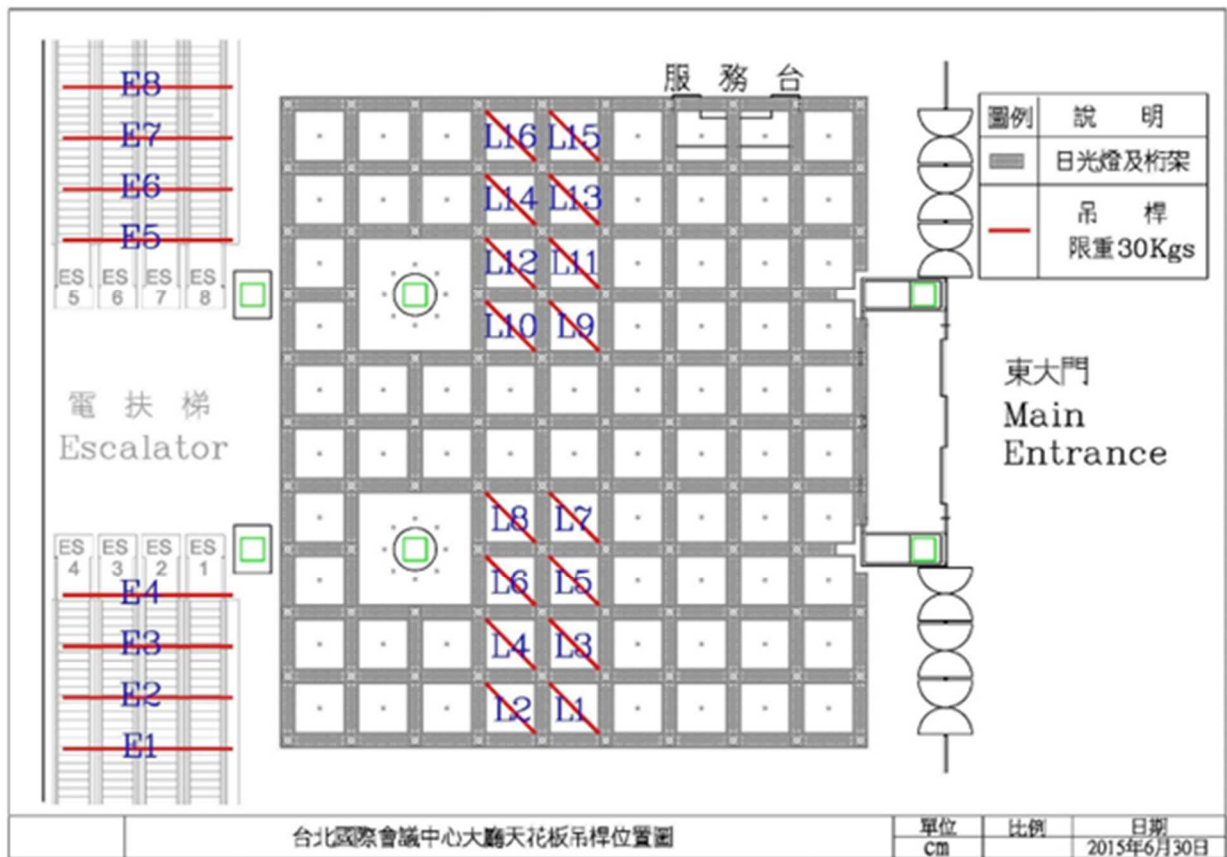 服務台
E8
E7
E6
E5
ES 5
ES 6
ES 7
ES 8
電扶梯
Escalator
ES 4
ES 3
ES 2
ES 1
E4
E3
E2
E1
L16 L15
L14 L13
L12 L11
L10 L9
L8 L7
L6 L5
L4 L3
L2 L1
圖例 說明
日光燈及桁架
吊桿
限重30Kgs
東大門
Main
Entrance
台北國際會議中心大廳天花板吊桿位置圖
單位 比例 日期
cm 2015年6月30日